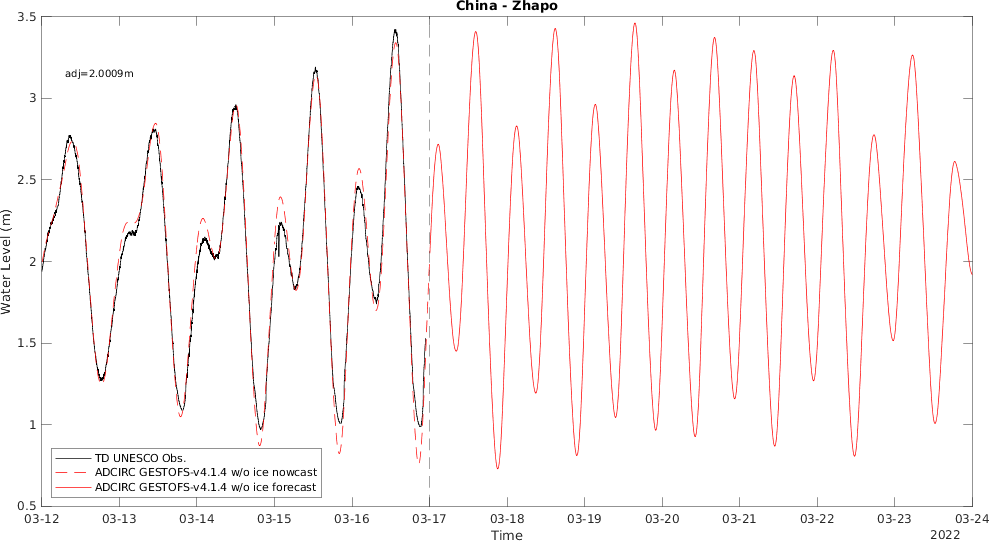 China - Zhapo
adj=2.0009m
3.5
3
2.5
2
1.5
1
0.5
Water Level (m)
TD UNESCO Obs.
ADCIRC GESTOFS-v4.1.4 w/o ice nowcast
ADCIRC GESTOFS-v4.1.4 w/o ice forecast
03-12 03-13 03-14 03-15 03-16 03-17 03-18 03-19 03-20 03-21 03-22 03-23 03-24
Time
2022